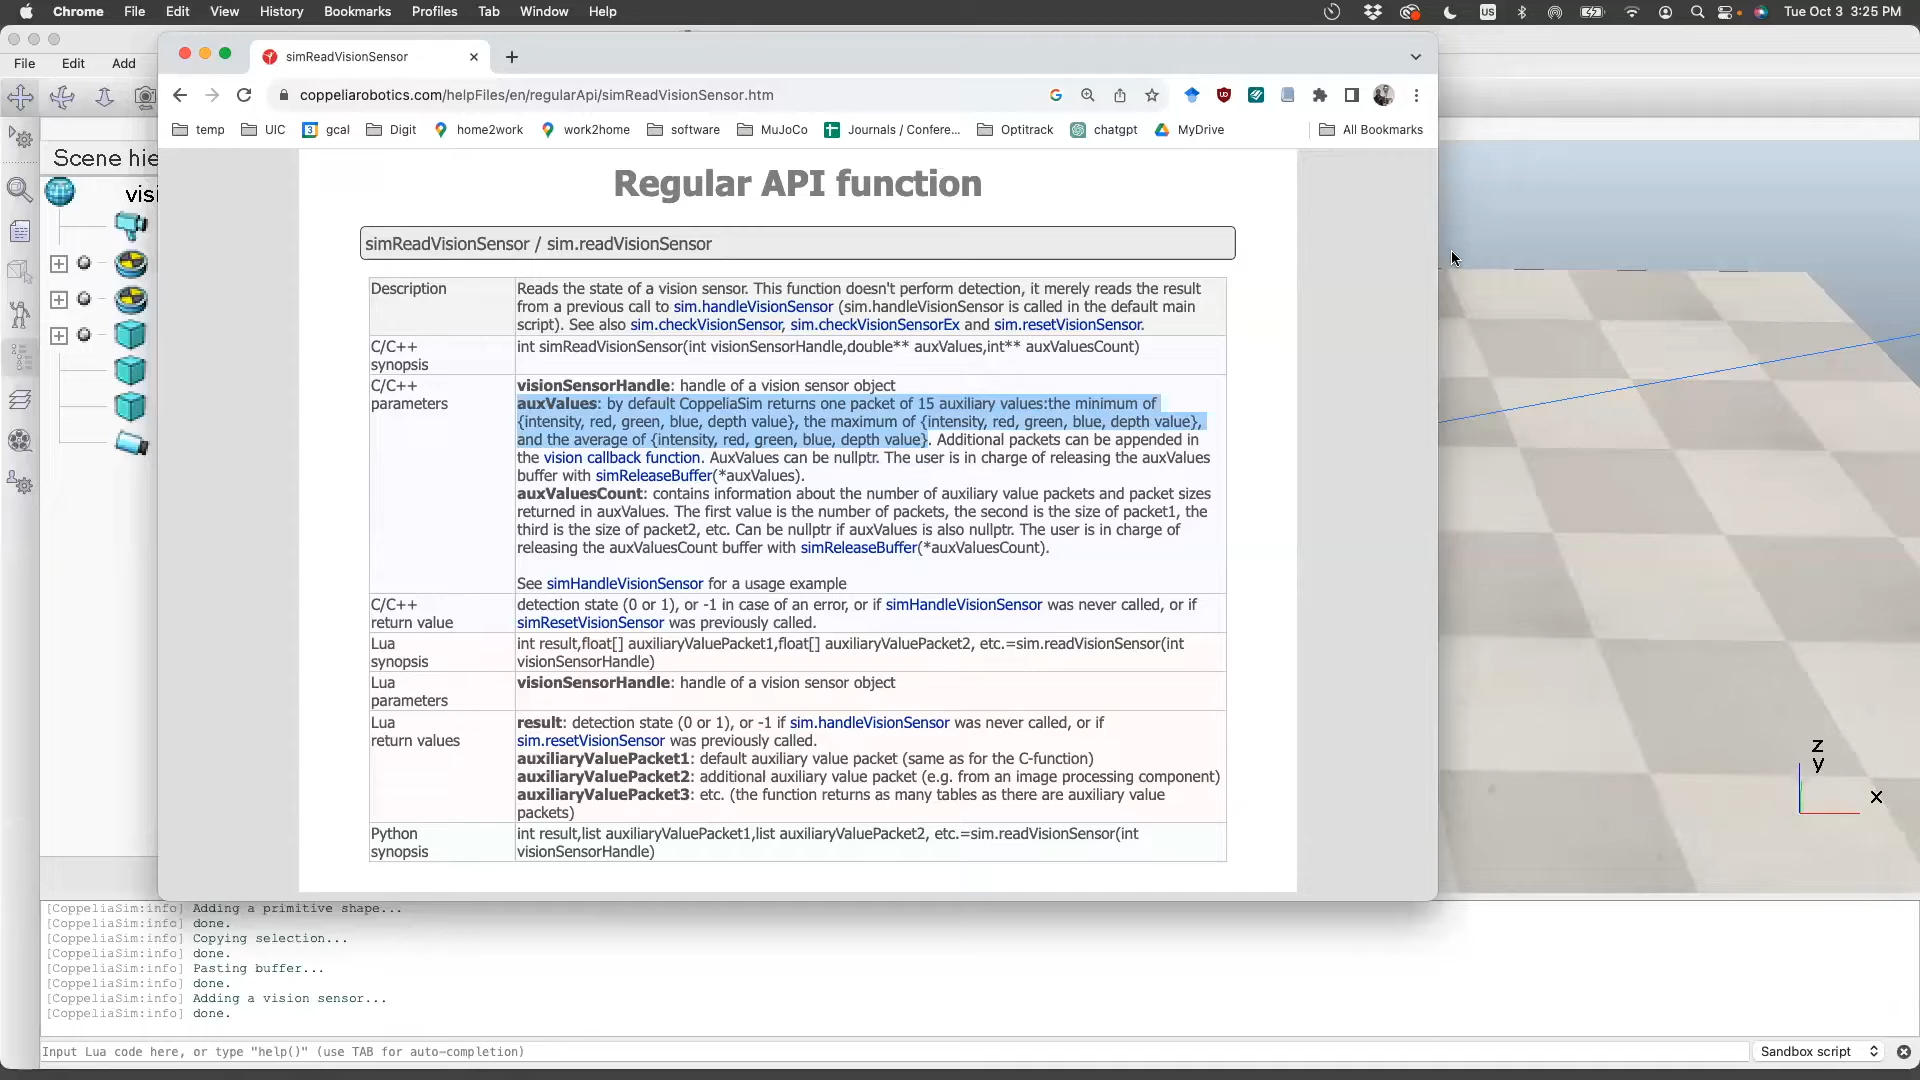 Chrome File Edit View History Bookmarks Profiles Tab Window Help US Tue Oct 3 3:25 PM
simReadVisionSensor
File Edit Add
coppeliarobotics.com/helpFiles/en/regularApi/simReadVisionSensor.htm
temp UIC 3 gcal Digit home2work work2home software MuJoCo Journals / Confere... Optitrack chatgpt MyDrive All Bookmarks
Scene hie
visi
Regular API function
simReadVisionSensor / sim.readVisionSensor
Description
Reads the state of a vision sensor. This function doesn't perform detection, it merely reads the result
from a previous call to sim.handleVisionSensor (sim.handleVisionSensor is called in the default main
script). See also sim.checkVisionSensor, sim.checkVisionSensorEx and sim.resetVisionSensor.
C/C++
synopsis
int simReadVisionSensor(int visionSensorHandle,double** auxValues,int** auxValuesCount)
C/C++
parameters
visionSensorHandle: handle of a vision sensor object
auxValues: by default CoppeliaSim returns one packet of 15 auxiliary values:the minimum of
{intensity, red, green, blue, depth value}, the maximum of {intensity, red, green, blue, depth value},
and the average of {intensity, red, green, blue, depth value}. Additional packets can be appended in
the vision callback function. AuxValues can be nullptr. The user is in charge of releasing the auxValues
buffer with simReleaseBuffer(*auxValues).
auxValuesCount: contains information about the number of auxiliary value packets and packet sizes
returned in auxValues. The first value is the number of packets, the second is the size of packet1, the
third is the size of packet2, etc. Can be nullptr if auxValues is also nullptr. The user is in charge of
releasing the auxValuesCount buffer with simReleaseBuffer(*auxValuesCount).
See simHandleVisionSensor for a usage example
C/C++
return value
detection state (0 or 1), or -1 in case of an error, or if simHandleVisionSensor was never called, or if
simResetVisionSensor was previously called.
Lua
synopsis
int result,float[] auxiliaryValuePacket1,float[] auxiliaryValuePacket2, etc.=sim.readVisionSensor(int
visionSensorHandle)
Lua
parameters
visionSensorHandle: handle of a vision sensor object
Lua
return values
result: detection state (0 or 1), or -1 if sim.handleVisionSensor was never called, or if
sim.resetVisionSensor was previously called.
auxiliaryValuePacket1: default auxiliary value packet (same as for the C-function)
auxiliaryValuePacket2: additional auxiliary value packet (e.g. from an image processing component)
auxiliaryValuePacket3: etc. (the function returns as many tables as there are auxiliary value
packets)
Python
synopsis
int result,list auxiliaryValuePacket1,list auxiliaryValuePacket2, etc.=sim.readVisionSensor(int
visionSensorHandle)
z
y
x
[CoppeliaSim:info] Adding a primitive shape...
[CoppeliaSim:info] done.
[CoppeliaSim:info] Copying selection...
[CoppeliaSim:info] done.
[CoppeliaSim:info] Pasting buffer...
[CoppeliaSim:info] done.
[CoppeliaSim:info] Adding a vision sensor...
[CoppeliaSim:info] done.
Input Lua code here, or type "help()" (use TAB for auto-completion) Sandbox script